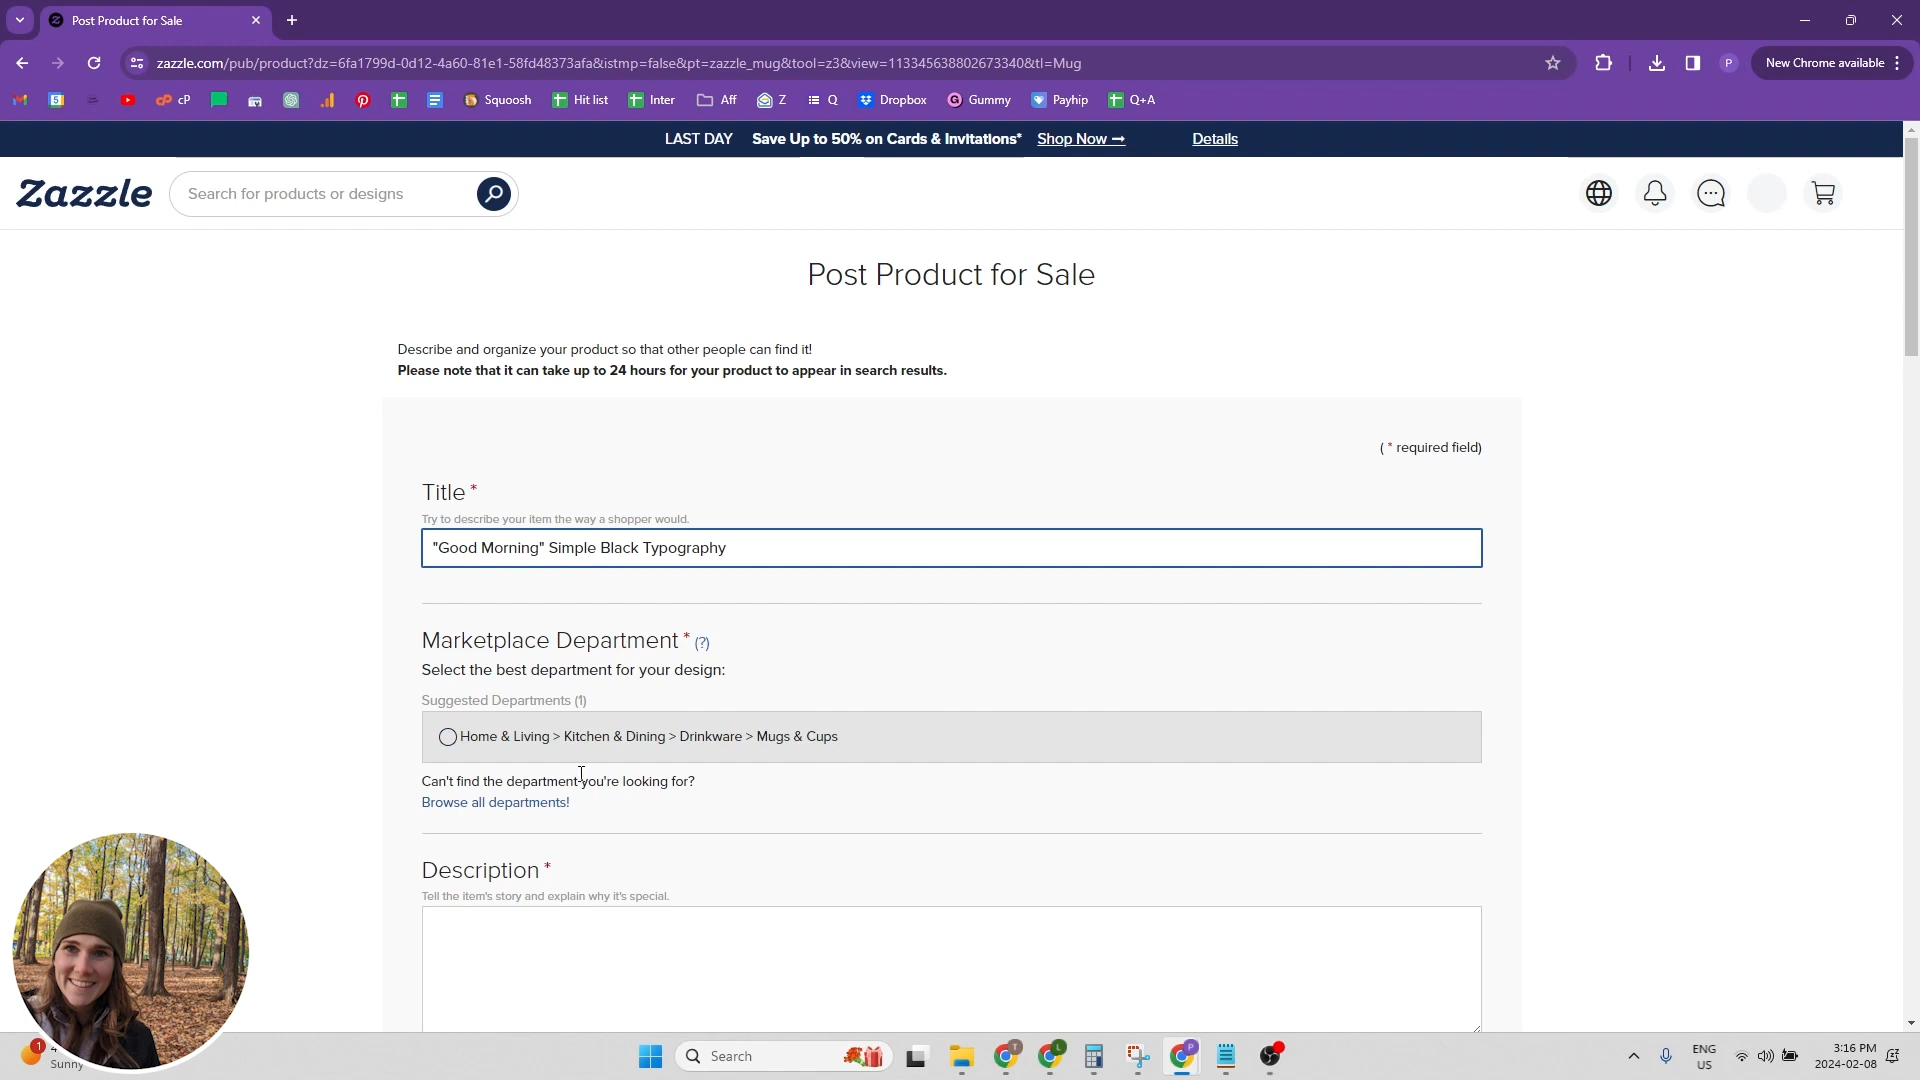 Post Product for Sale
zazzle.com/pub/product?dz=6fa1799d-0d12-4a60-81e1-58fd48373afa&istmp=false&pt=zazzle_mug&tool=z3&view=113345638802673340&tl=Mug
New Chrome available
cP
Squoosh
Hit list
Inter
Aff
Z
Q
Dropbox
Gummy
Payhip
Q+A
LAST DAY Save Up to 50% on Cards & Invitations* Shop Now → Details
Zazzle
Search for products or designs
Post Product for Sale
Describe and organize your product so that other people can find it!
Please note that it can take up to 24 hours for your product to appear in search results.
( * required field)
Title *
Try to describe your item the way a shopper would.
"Good Morning" Simple Black Typography
Marketplace Department * (?)
Select the best department for your design:
Suggested Departments (1)
Home & Living > Kitchen & Dining > Drinkware > Mugs & Cups
Can't find the department you're looking for?
Browse all departments!
Description *
Tell the item's story and explain why it's special.
1
Sunny
Search
ENG
US
3:16 PM
2024-02-08